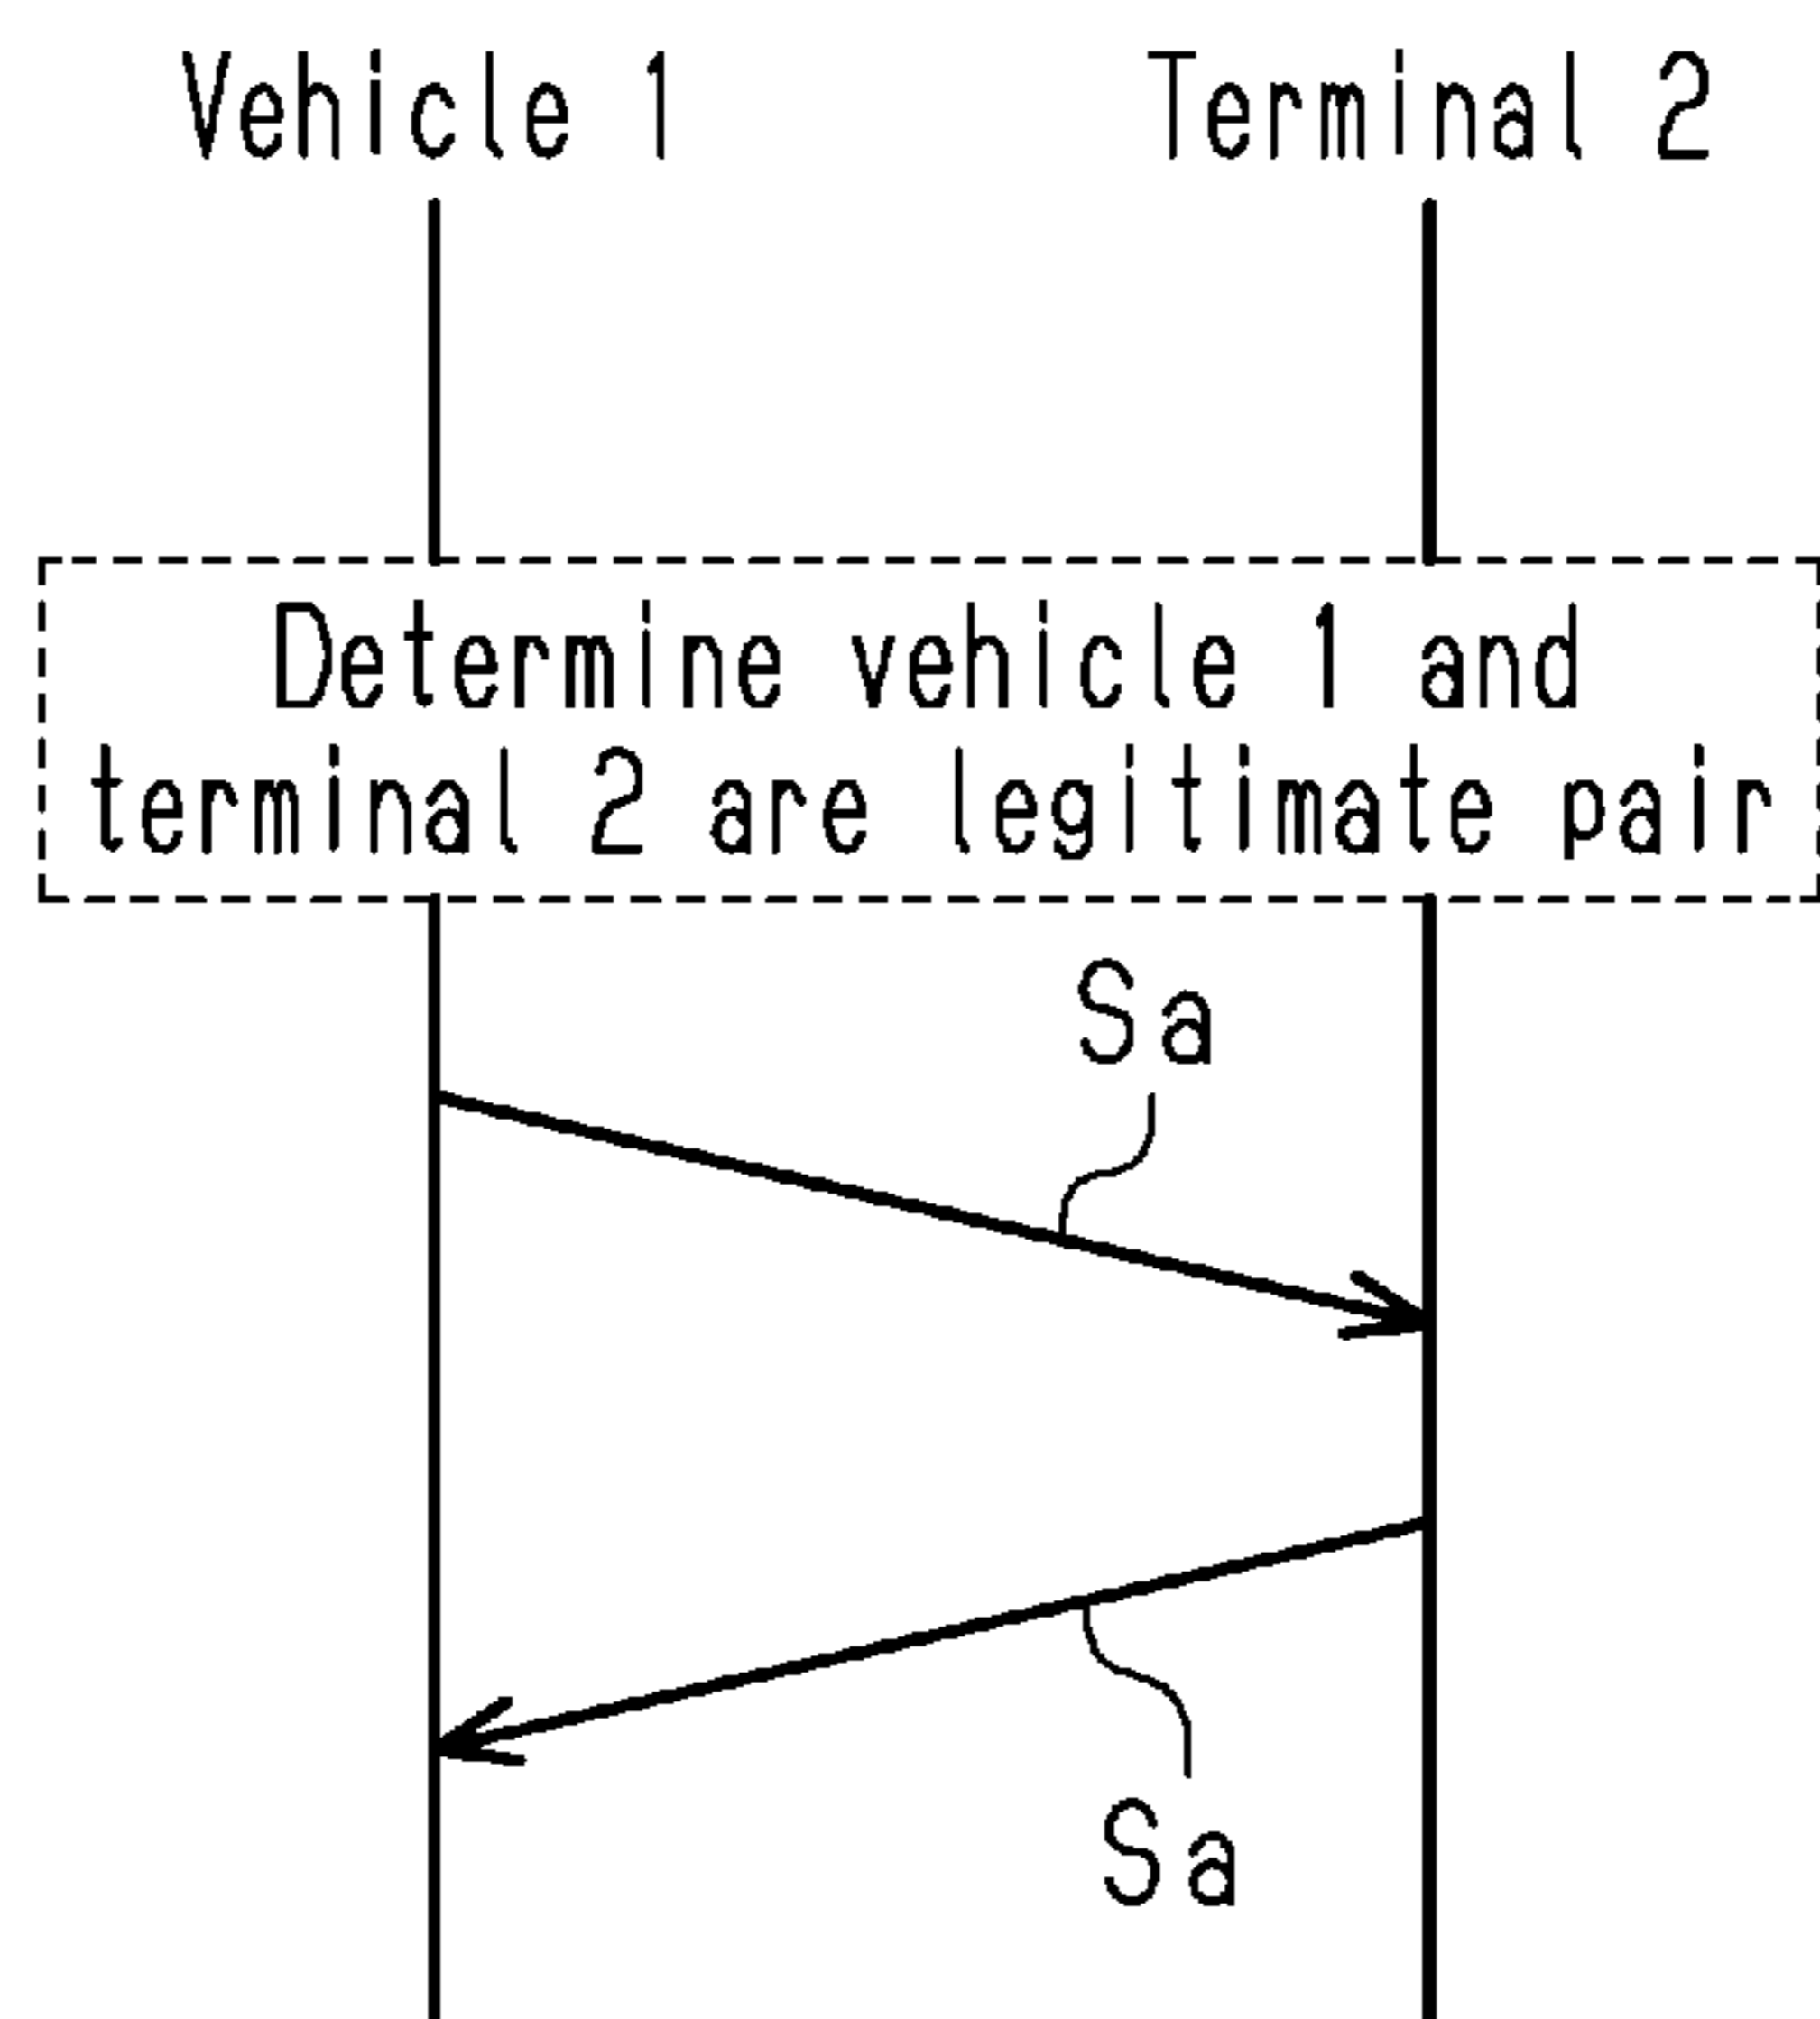 Vehicle 1
Terminal 2
Determine vehicle 1 and
terminal 2 are legitimate pair
Sa
Sa